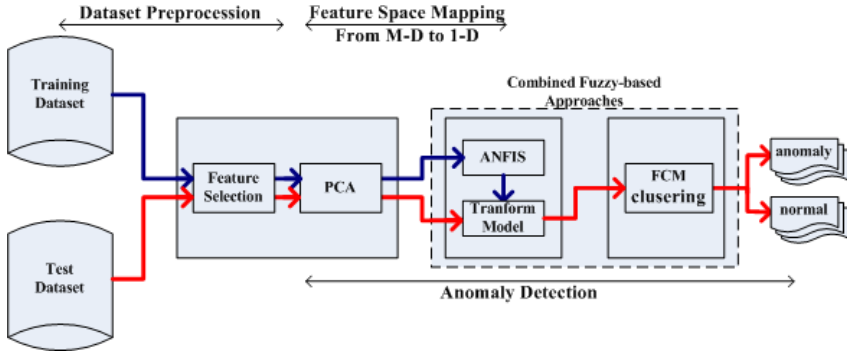 Dataset Preprocession
Feature Space Mapping
From M-D to 1-D
Combined Fuzzy-based
Approaches
Training
Dataset
Feature
Selection
PCA
ANFIS
Tranform
Model
FCM
clusering
anomaly
normal
Test
Dataset
Anomaly Detection